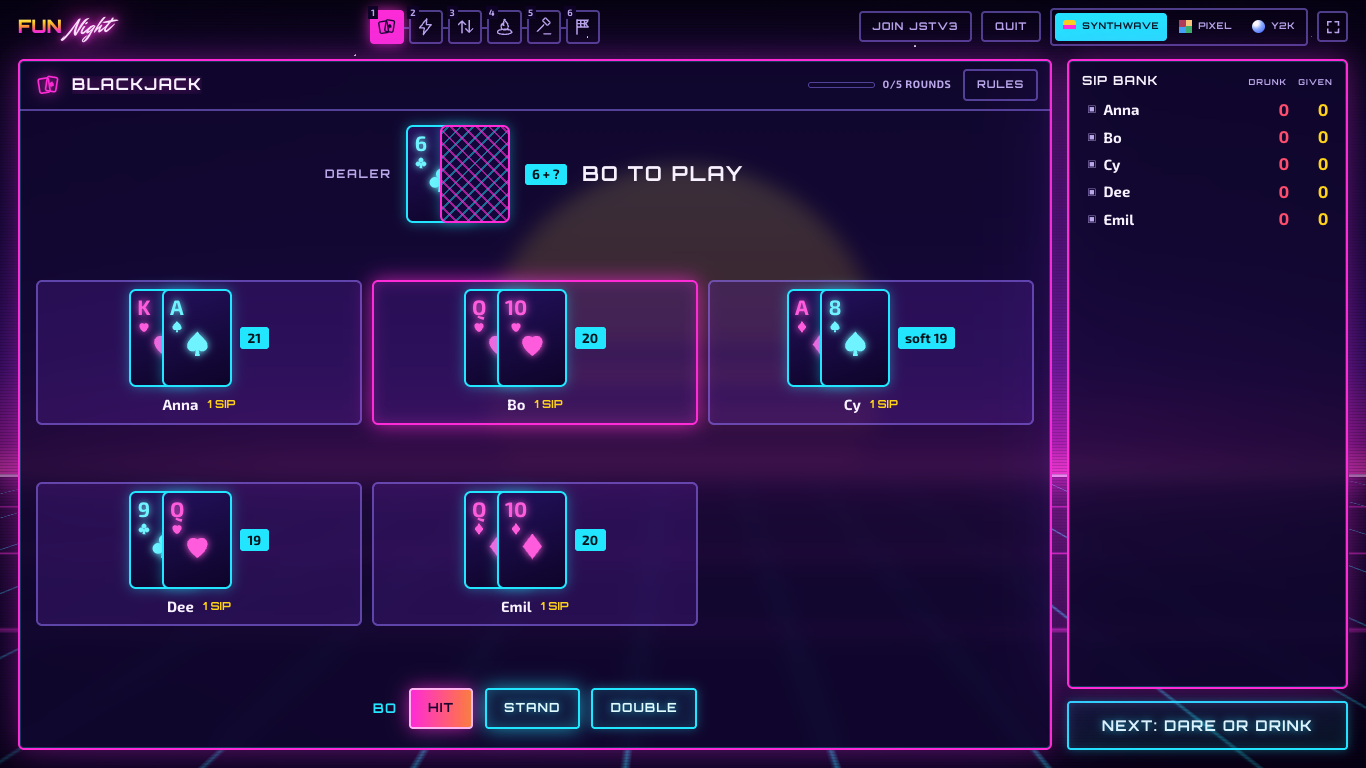 FUN Night
1 2 3 4 5 6
JOIN JSTV3
QUIT
SYNTHWAVE
PIXEL
Y2K
BLACKJACK
0/5 ROUNDS
RULES
DEALER
6
6 + ?
BO TO PLAY
K A
21
Anna 1 SIP
Q 10
20
Bo 1 SIP
A 8
soft 19
Cy 1 SIP
9 Q
19
Dee 1 SIP
Q 10
20
Emil 1 SIP
BO
HIT
STAND
DOUBLE
SIP BANK DRUNK GIVEN
Anna 0 0
Bo 0 0
Cy 0 0
Dee 0 0
Emil 0 0
NEXT: DARE OR DRINK